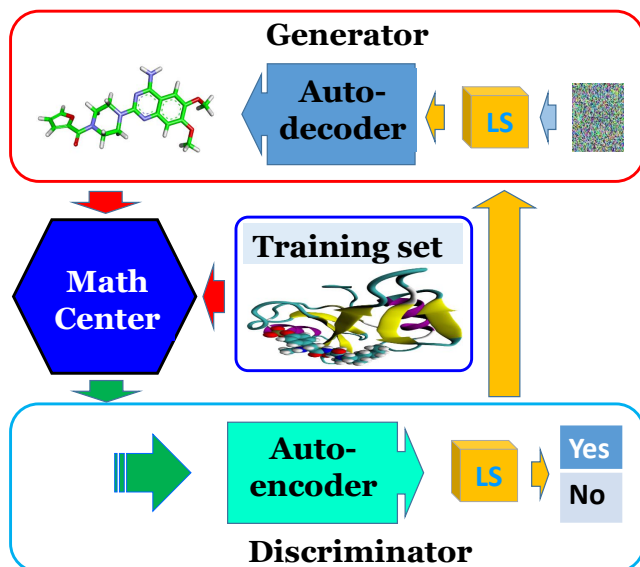 Generator
Auto-
decoder
LS
Math
Center
Training set
Auto-
encoder
LS
Yes
No
Discriminator